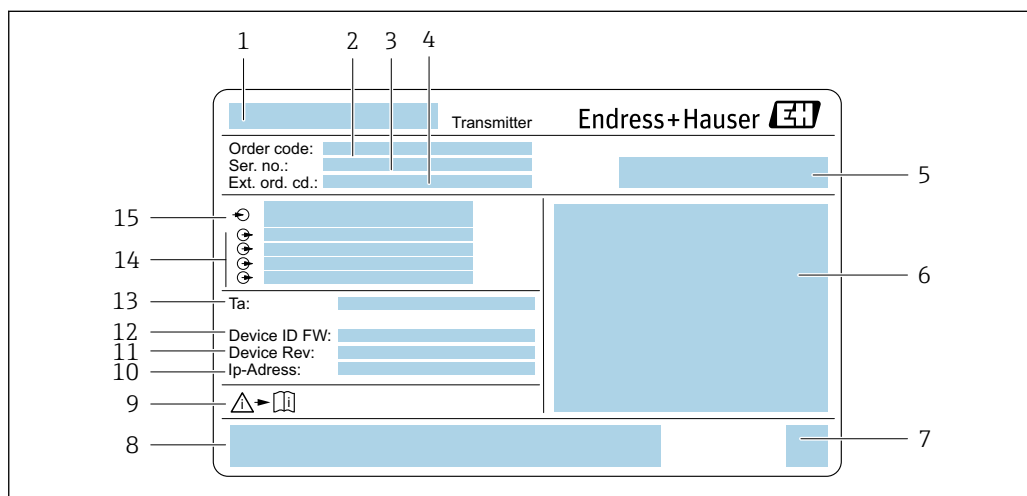 1 2 3 4
Transmitter Endress+Hauser EH
Order code:
Ser. no.:
Ext. ord. cd.:
5
15
14
6
13 Ta:
12 Device ID FW:
11 Device Rev:
10 Ip-Adress:
9 i i
8 7